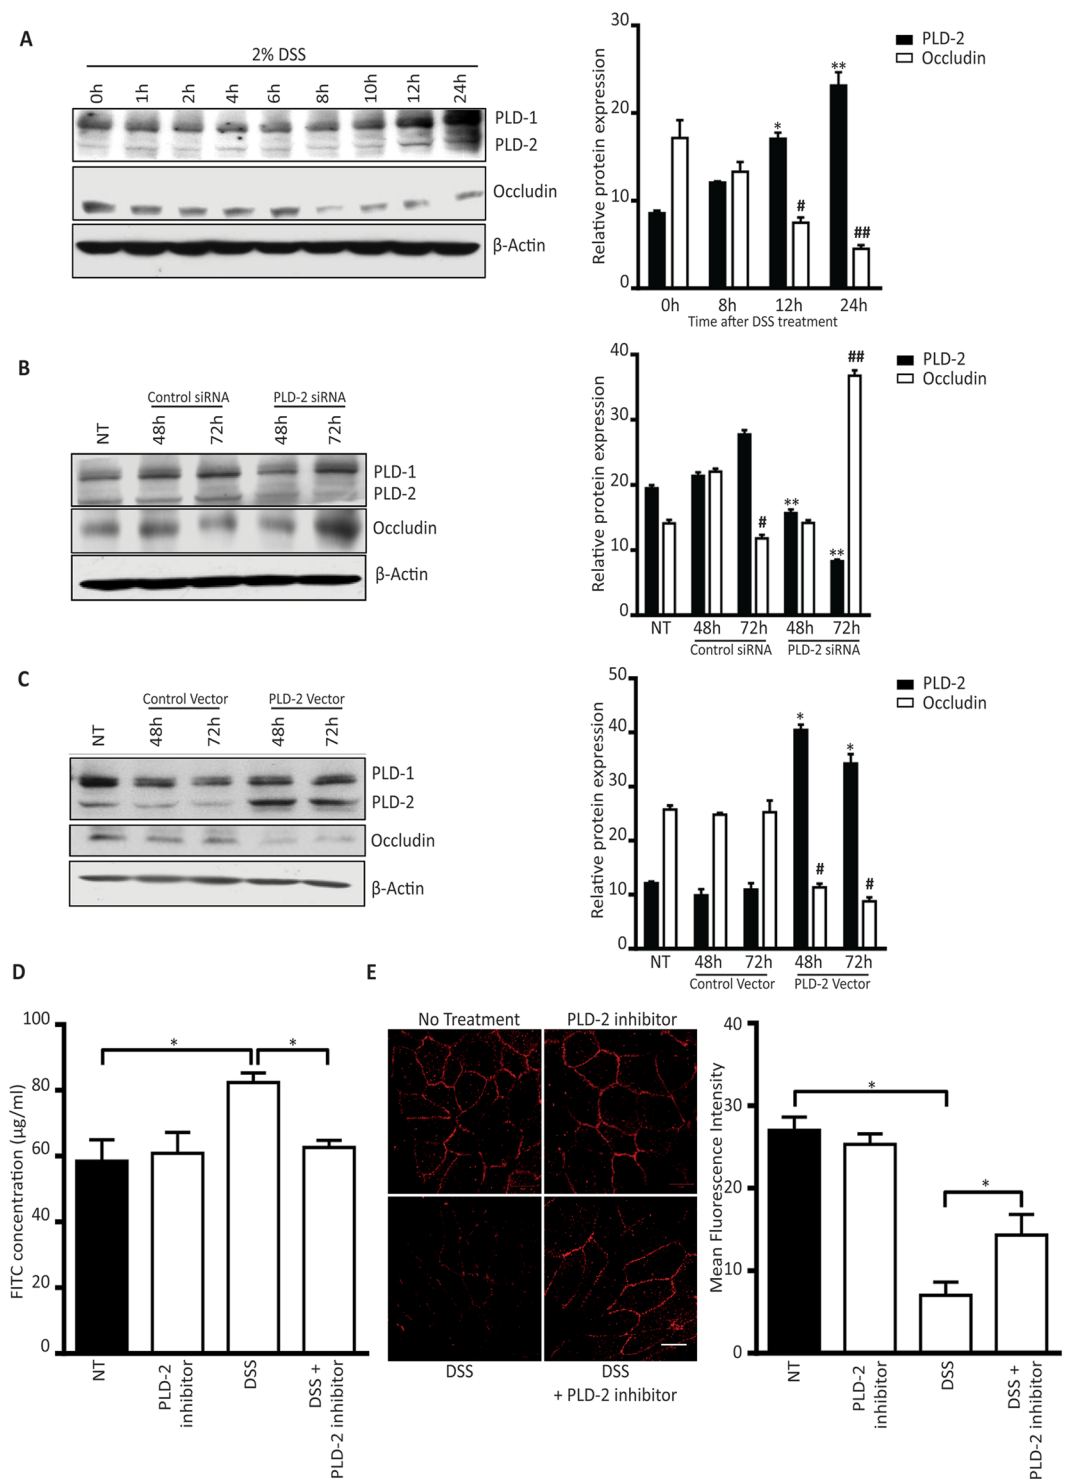 A
2% DSS
0h 1h 2h 4h 6h 8h 10h 12h 24h
PLD-1
PLD-2
Occludin
β-Actin
Relative protein expression
30
20
10
0
* ** # ##
0h 8h 12h 24h
Time after DSS treatment
PLD-2
Occludin
B
Control siRNA PLD-2 siRNA
NT 48h 72h 48h 72h
PLD-1
PLD-2
Occludin
β-Actin
Relative protein expression
40
30
20
10
0
# ** ** ##
NT 48h 72h 48h 72h
Control siRNA PLD-2 siRNA
PLD-2
Occludin
C
Control Vector PLD-2 Vector
NT 48h 72h 48h 72h
PLD-1
PLD-2
Occludin
β-Actin
Relative protein expression
50
40
30
20
10
0
* * # #
NT 48h 72h 48h 72h
Control Vector PLD-2 Vector
PLD-2
Occludin
D
FITC concentration (µg/ml)
100
80
60
40
20
0
* *
NT
PLD-2
inhibitor
DSS
DSS +
PLD-2 inhibitor
E
No Treatment PLD-2 inhibitor
DSS DSS
+ PLD-2 inhibitor
Mean Fluorescence Intensity
40
30
20
10
0
* *
NT
PLD-2
inhibitor
DSS
DSS +
PLD-2 inhibitor